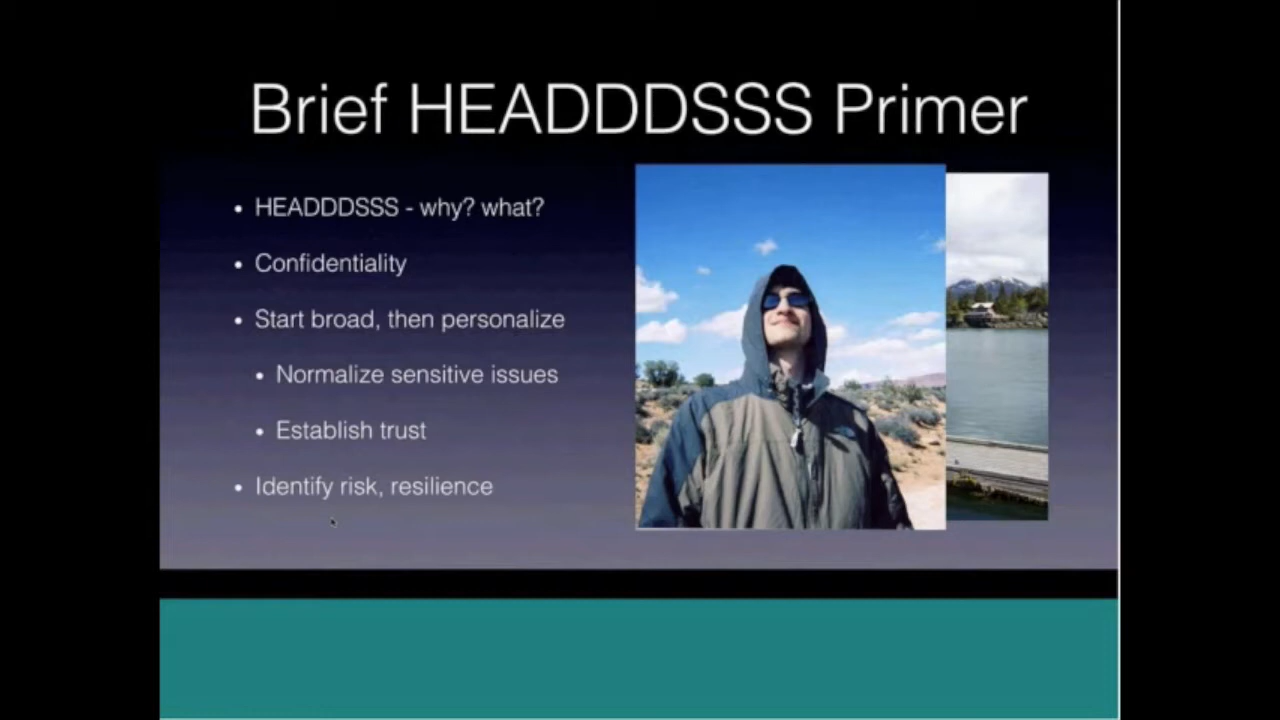 Brief HEADDDSSS Primer
• HEADDDSSS - why? what?
• Confidentiality
• Start broad, then personalize
• Normalize sensitive issues
• Establish trust
• Identify risk, resilience